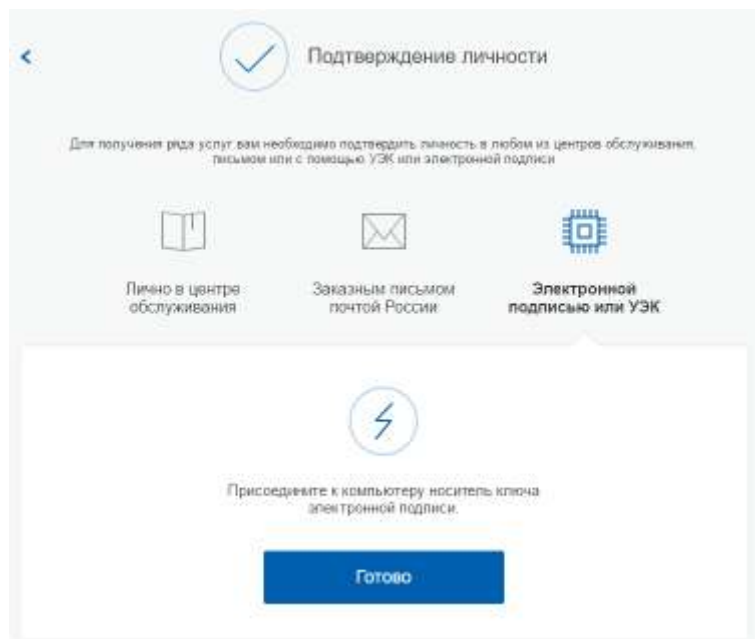 Подтверждение личности
Для получения ряда услуг вам необходимо подтвердить личность в любом из центров обслуживания,
письмом или с помощью УЭК или электронной подписи
Лично в центре
обслуживания
Заказным письмом
почтой России
Электронной
подписью или УЭК
Присоедините к компьютеру носитель ключа
электронной подписи.
Готово